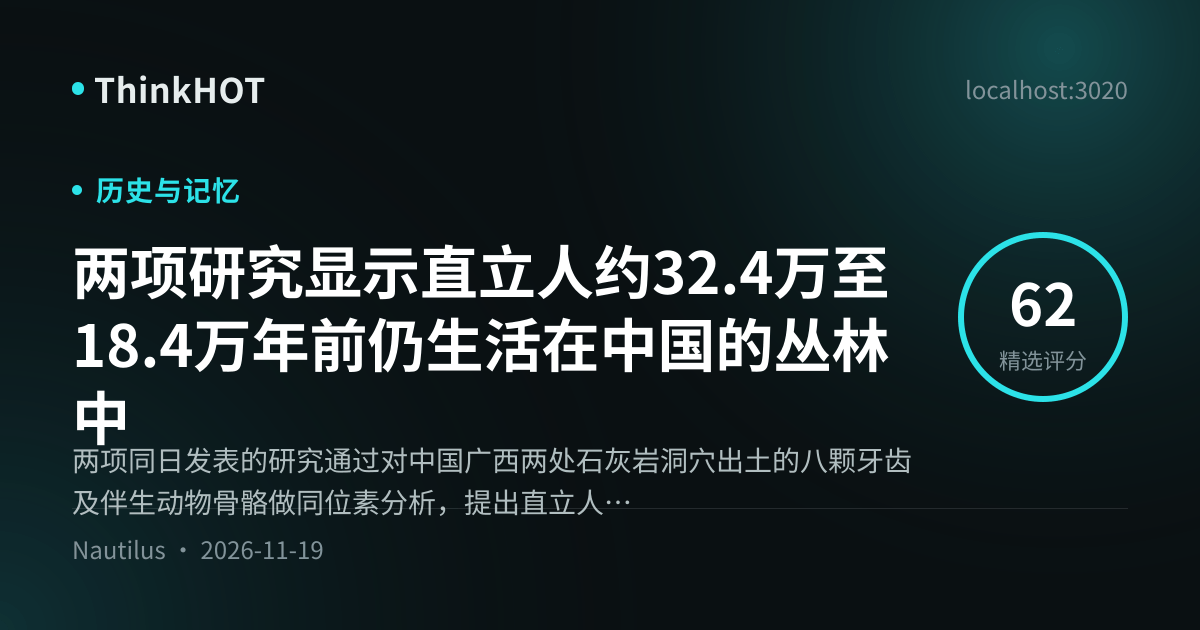 ThinkHOT
localhost:3020
历史与记忆
两项研究显示直立人约32.4万至
18.4万年前仍生活在中国的丛林
中
62
精选评分
两项同日发表的研究通过对中国广西两处石灰岩洞穴出土的八颗牙齿
及伴生动物骨骼做同位素分析，提出直立人…
Nautilus · 2026-11-19